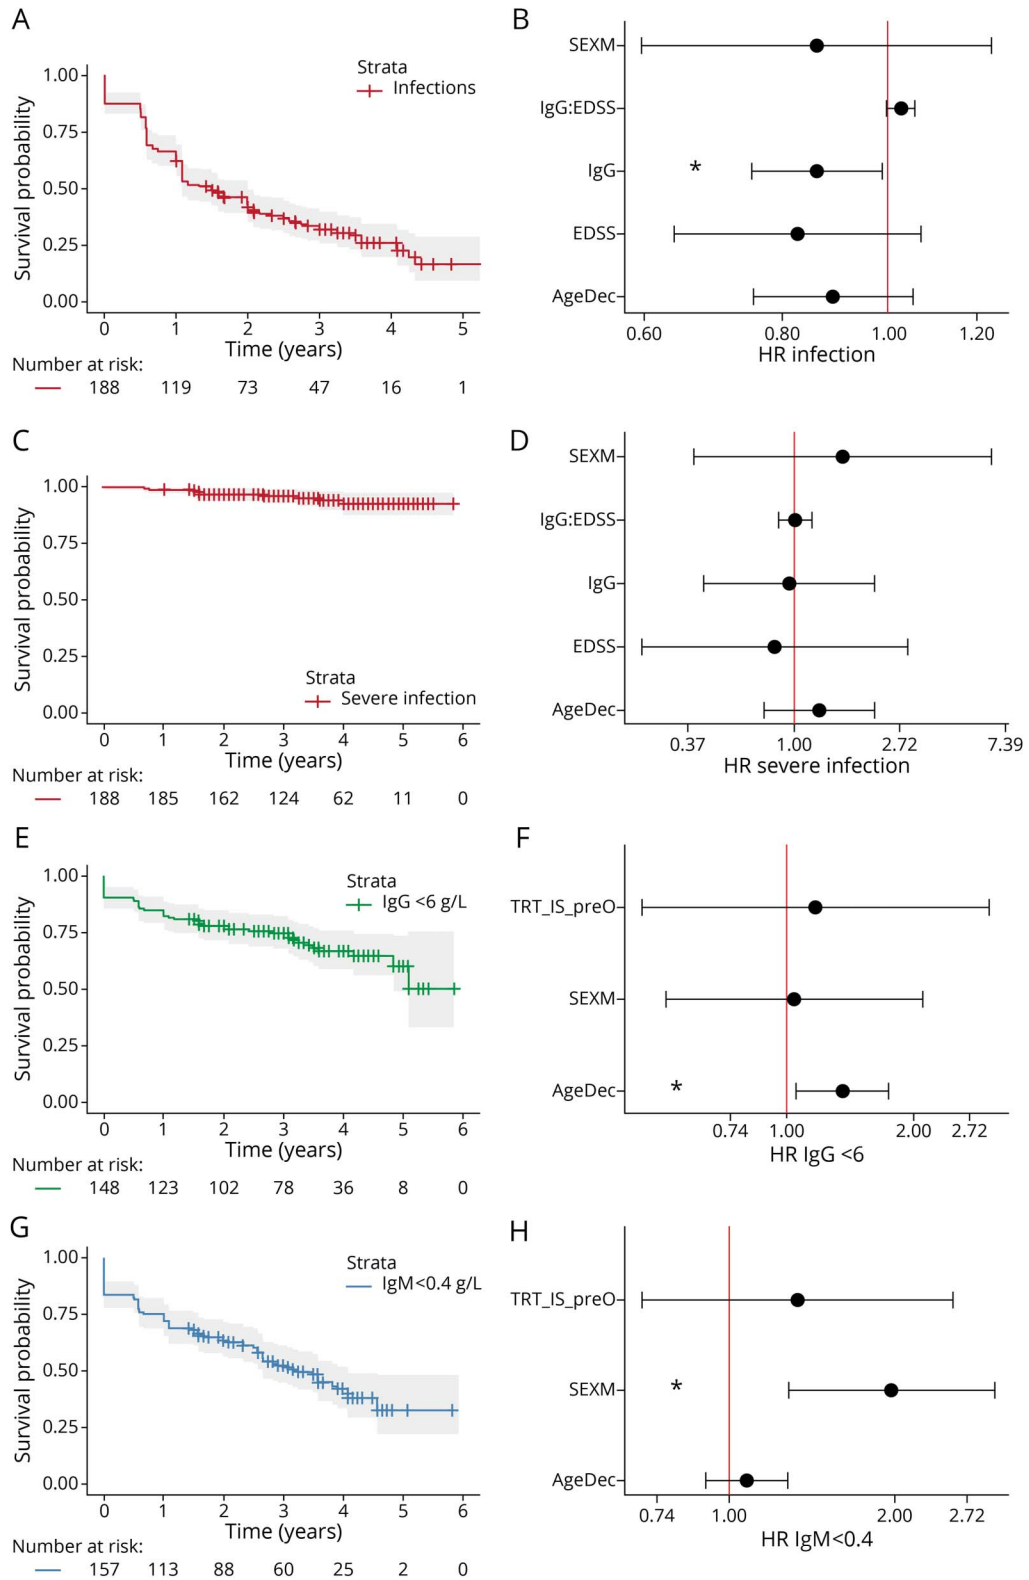 A
Survival probability
1.00
0.75
0.50
0.25
0.00
Strata
Infections
0 1 2 3 4 5
Time (years)
Number at risk:
188 119 73 47 16 1
B
SEXM
IgG:EDSS
IgG *
EDSS
AgeDec
0.60 0.80 1.00 1.20
HR infection
C
Survival probability
1.00
0.75
0.50
0.25
0.00
Strata
Severe infection
0 1 2 3 4 5 6
Time (years)
Number at risk:
188 185 162 124 62 11 0
D
SEXM
IgG:EDSS
IgG
EDSS
AgeDec
0.37 1.00 2.72 7.39
HR severe infection
E
Survival probability
1.00
0.75
0.50
0.25
0.00
Strata
IgG <6 g/L
0 1 2 3 4 5 6
Time (years)
Number at risk:
148 123 102 78 36 8 0
F
TRT_IS_preO
SEXM
AgeDec *
0.74 1.00 2.00 2.72
HR IgG <6
G
Survival probability
1.00
0.75
0.50
0.25
0.00
Strata
IgM<0.4 g/L
0 1 2 3 4 5 6
Time (years)
Number at risk:
157 113 88 60 25 2 0
H
TRT_IS_preO
SEXM *
AgeDec
0.74 1.00 2.00 2.72
HR IgM<0.4